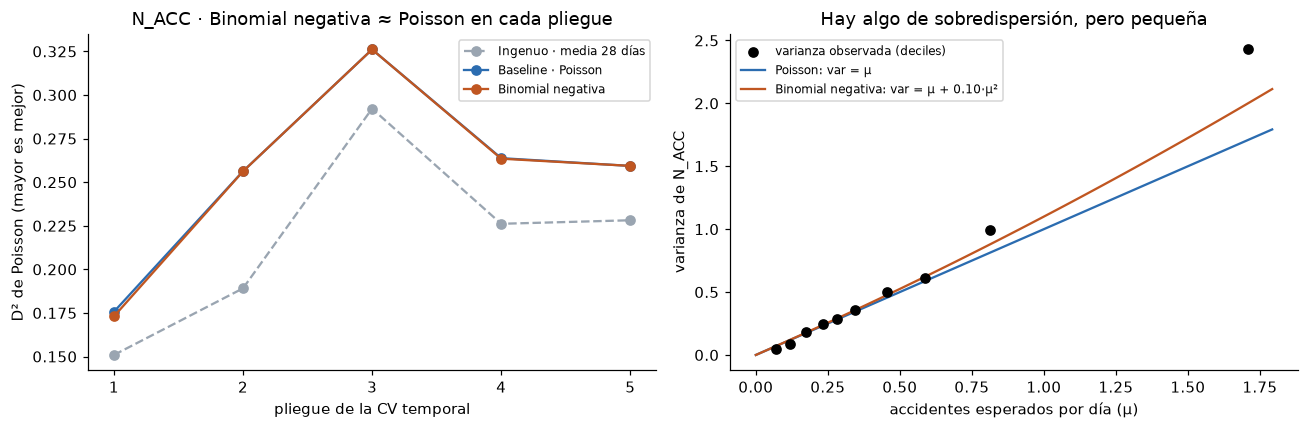 N_ACC · Binomial negativa ≈ Poisson en cada pliegue
D² de Poisson (mayor es mejor)
0.325
0.300
0.275
0.250
0.225
0.200
0.175
0.150
Ingenuo · media 28 días
Baseline · Poisson
Binomial negativa
1
2
3
4
5
pliegue de la CV temporal
Hay algo de sobredispersión, pero pequeña
varianza de N_ACC
2.5
2.0
1.5
1.0
0.5
0.0
varianza observada (deciles)
Poisson: var = μ
Binomial negativa: var = μ + 0.10·μ²
0.00
0.25
0.50
0.75
1.00
1.25
1.50
1.75
accidentes esperados por día (μ)